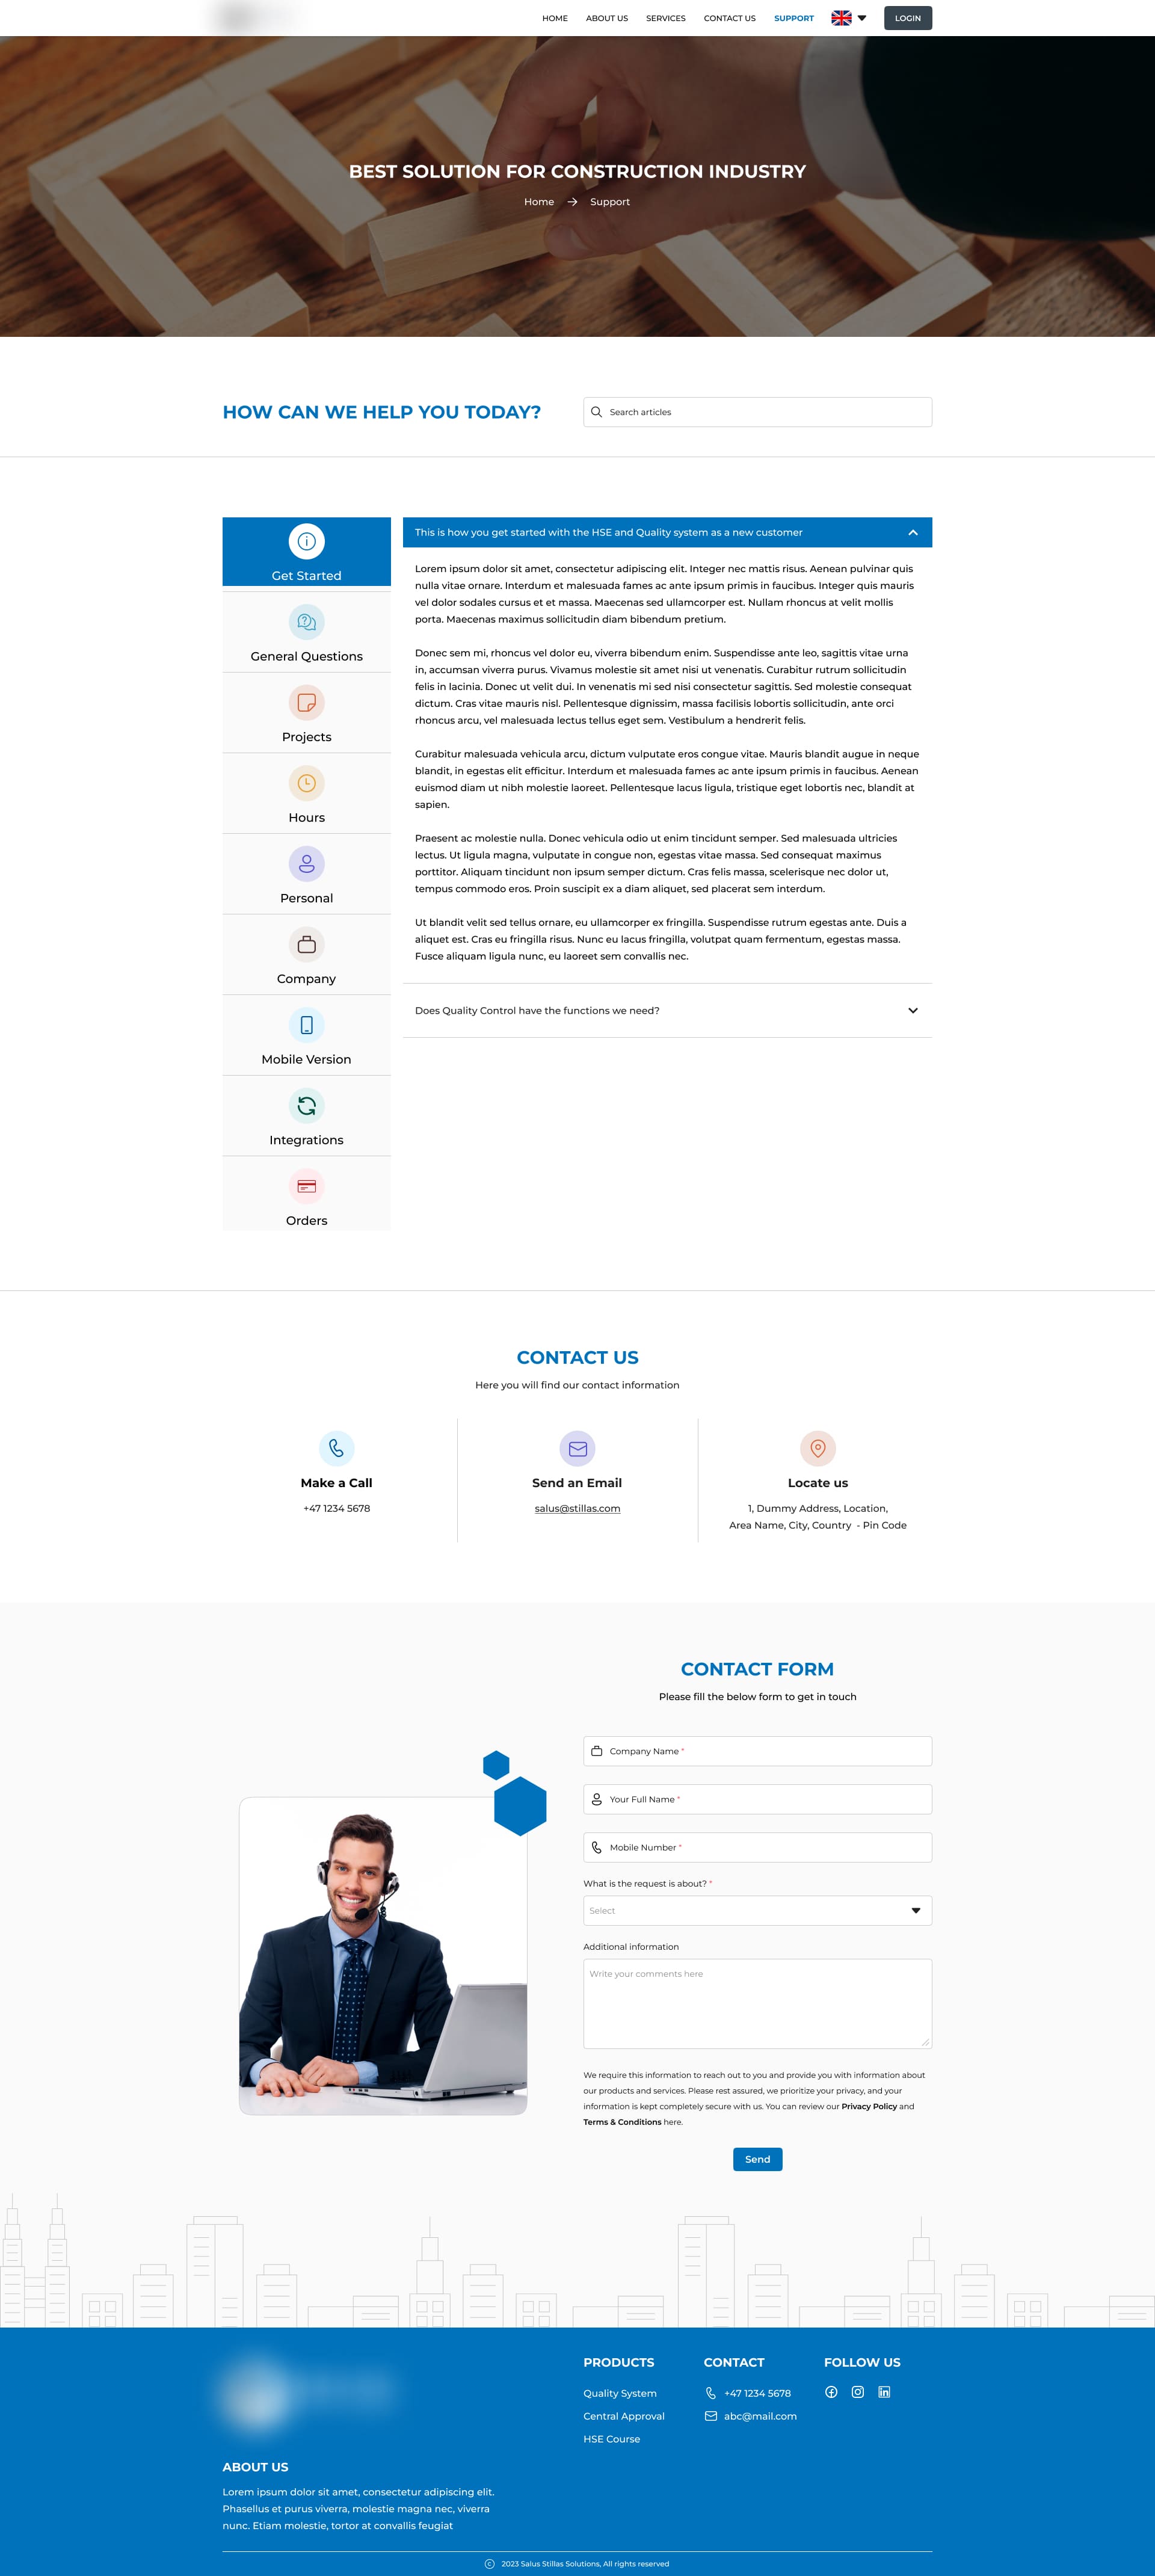 HOME
ABOUT US
SERVICES
CONTACT US
SUPPORT
LOGIN
BEST SOLUTION FOR CONSTRUCTION INDUSTRY
Home
Support
HOW CAN WE HELP YOU TODAY?
Search articles
Get Started
General Questions
Projects
Hours
Personal
Company
Mobile Version
Integrations
Orders
This is how you get started with the HSE and Quality system as a new customer
Lorem ipsum dolor sit amet, consectetur adipiscing elit. Integer nec mattis risus. Aenean pulvinar quis
nulla vitae ornare. Interdum et malesuada fames ac ante ipsum primis in faucibus. Integer quis mauris
vel dolor sodales cursus et et massa. Maecenas sed ullamcorper est. Nullam rhoncus at velit mollis
porta. Maecenas maximus sollicitudin diam bibendum pretium.
Donec sem mi, rhoncus vel dolor eu, viverra bibendum enim. Suspendisse ante leo, sagittis vitae urna
in, accumsan viverra purus. Vivamus molestie sit amet nisi ut venenatis. Curabitur rutrum sollicitudin
felis in lacinia. Donec ut velit dui. In venenatis mi sed nisi consectetur sagittis. Sed molestie consequat
dictum. Cras vitae mauris nisl. Pellentesque dignissim, massa facilisis lobortis sollicitudin, ante orci
rhoncus arcu, vel malesuada lectus tellus eget sem. Vestibulum a hendrerit felis.
Curabitur malesuada vehicula arcu, dictum vulputate eros congue vitae. Mauris blandit augue in neque
blandit, in egestas elit efficitur. Interdum et malesuada fames ac ante ipsum primis in faucibus. Aenean
euismod diam ut nibh molestie laoreet. Pellentesque lacus ligula, tristique eget lobortis nec, blandit at
sapien.
Praesent ac molestie nulla. Donec vehicula odio ut enim tincidunt semper. Sed malesuada ultricies
lectus. Ut ligula magna, vulputate in congue non, egestas vitae massa. Sed consequat maximus
porttitor. Aliquam tincidunt non ipsum semper dictum. Cras felis massa, scelerisque nec dolor ut,
tempus commodo eros. Proin suscipit ex a diam aliquet, sed placerat sem interdum.
Ut blandit velit sed tellus ornare, eu ullamcorper ex fringilla. Suspendisse rutrum egestas ante. Duis a
aliquet est. Cras eu fringilla risus. Nunc eu lacus fringilla, volutpat quam fermentum, egestas massa.
Fusce aliquam ligula nunc, eu laoreet sem convallis nec.
Does Quality Control have the functions we need?
CONTACT US
Here you will find our contact information
Make a Call
+47 1234 5678
Send an Email
salus@stillas.com
Locate us
1, Dummy Address, Location,
Area Name, City, Country - Pin Code
CONTACT FORM
Please fill the below form to get in touch
Company Name *
Your Full Name *
Mobile Number *
What is the request is about? *
Select
Additional information
Write your comments here
We require this information to reach out to you and provide you with information about
our products and services. Please rest assured, we prioritize your privacy, and your
information is kept completely secure with us. You can review our Privacy Policy and
Terms & Conditions here.
Send
PRODUCTS
Quality System
Central Approval
HSE Course
CONTACT
+47 1234 5678
abc@mail.com
FOLLOW US
ABOUT US
Lorem ipsum dolor sit amet, consectetur adipiscing elit.
Phasellus et purus viverra, molestie magna nec, viverra
nunc. Etiam molestie, tortor at convallis feugiat
© 2023 Salus Stillas Solutions, All rights reserved